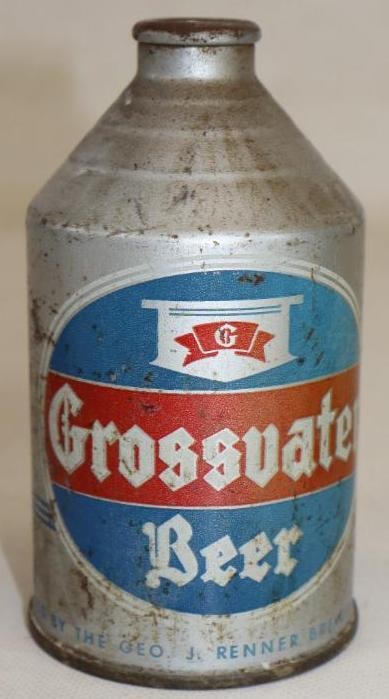 G
Grossvater
Beer
BY THE GEO. J. RENNER